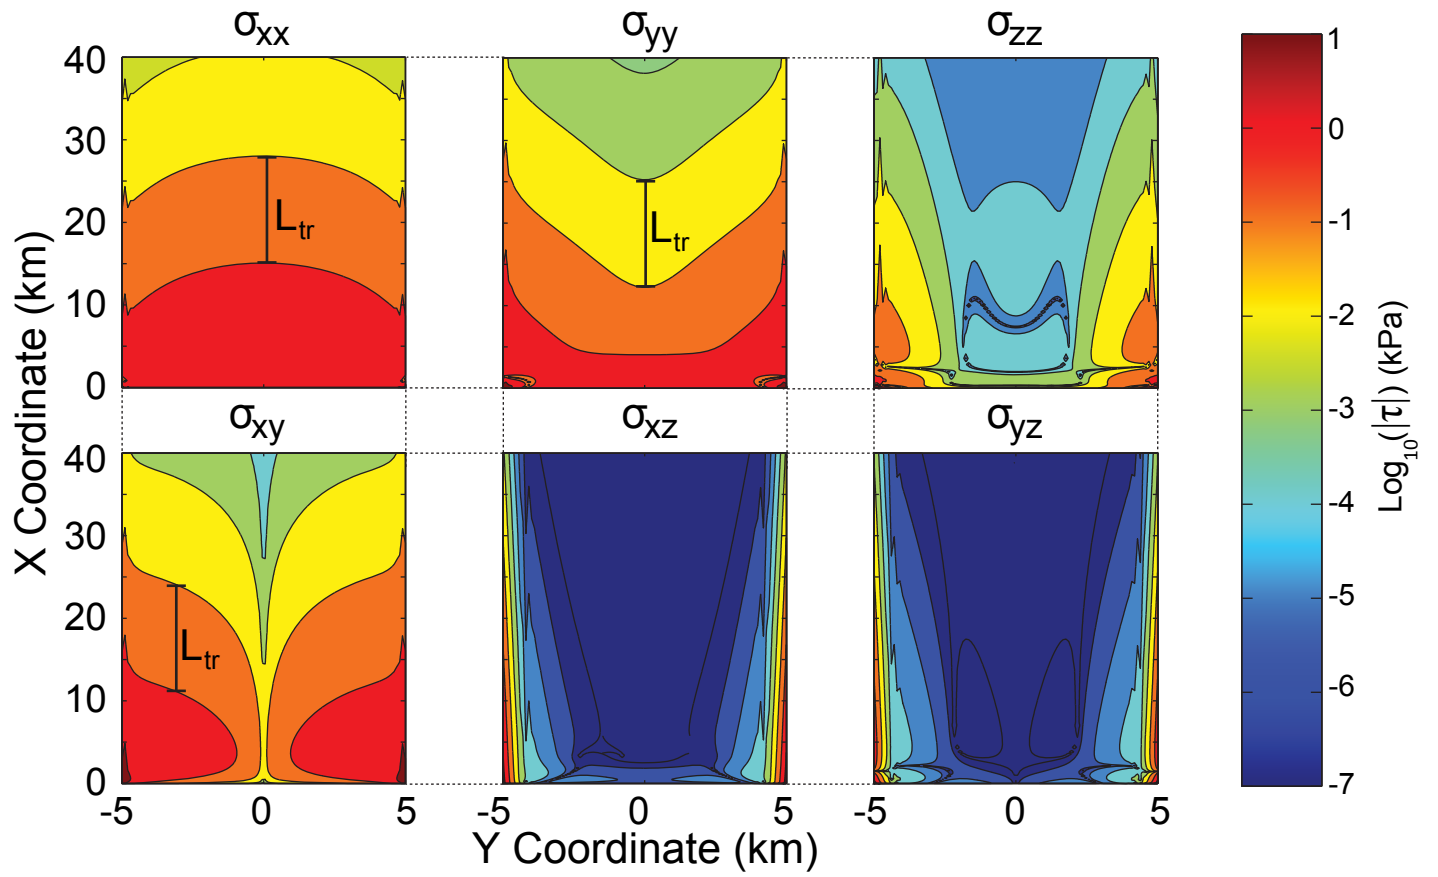 σxx σyy σzz
40 30 20 10 0
Ltr Ltr
σxy σxz σyz
40 30 20 10 0
Ltr
-5 0 5 -5 0 5 -5 0 5
X Coordinate (km)
Y Coordinate (km)
1 0 -1 -2 -3 -4 -5 -6 -7
Log10(|τ|) (kPa)